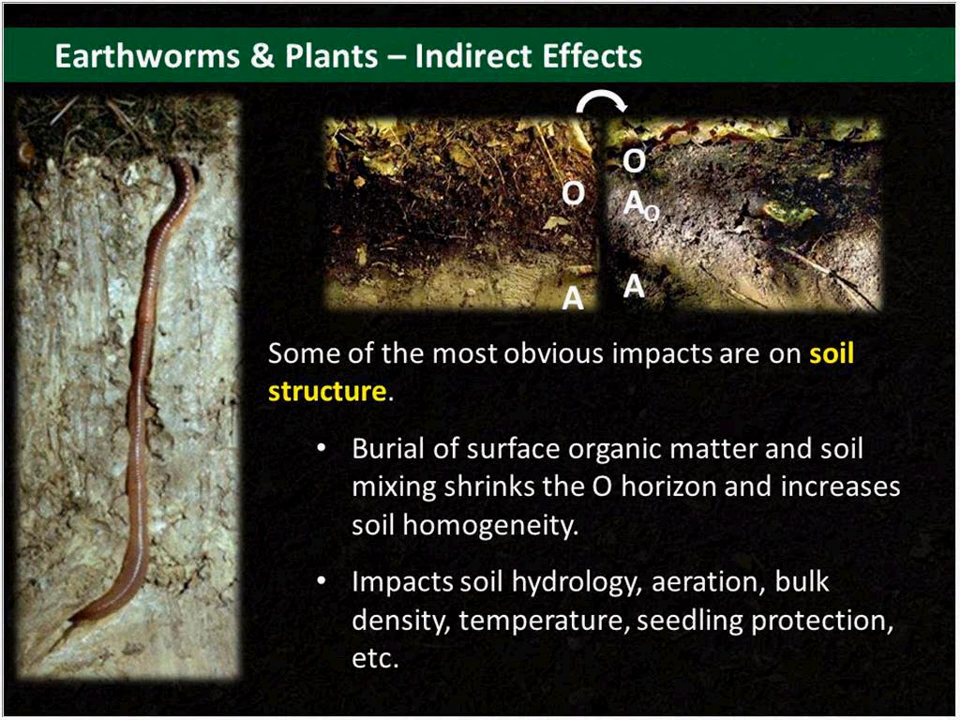 Earthworms & Plants – Indirect Effects
O
A
O
A_O
A
Some of the most obvious impacts are on soil
structure.
• Burial of surface organic matter and soil
mixing shrinks the O horizon and increases
soil homogeneity.
• Impacts soil hydrology, aeration, bulk
density, temperature, seedling protection,
etc.